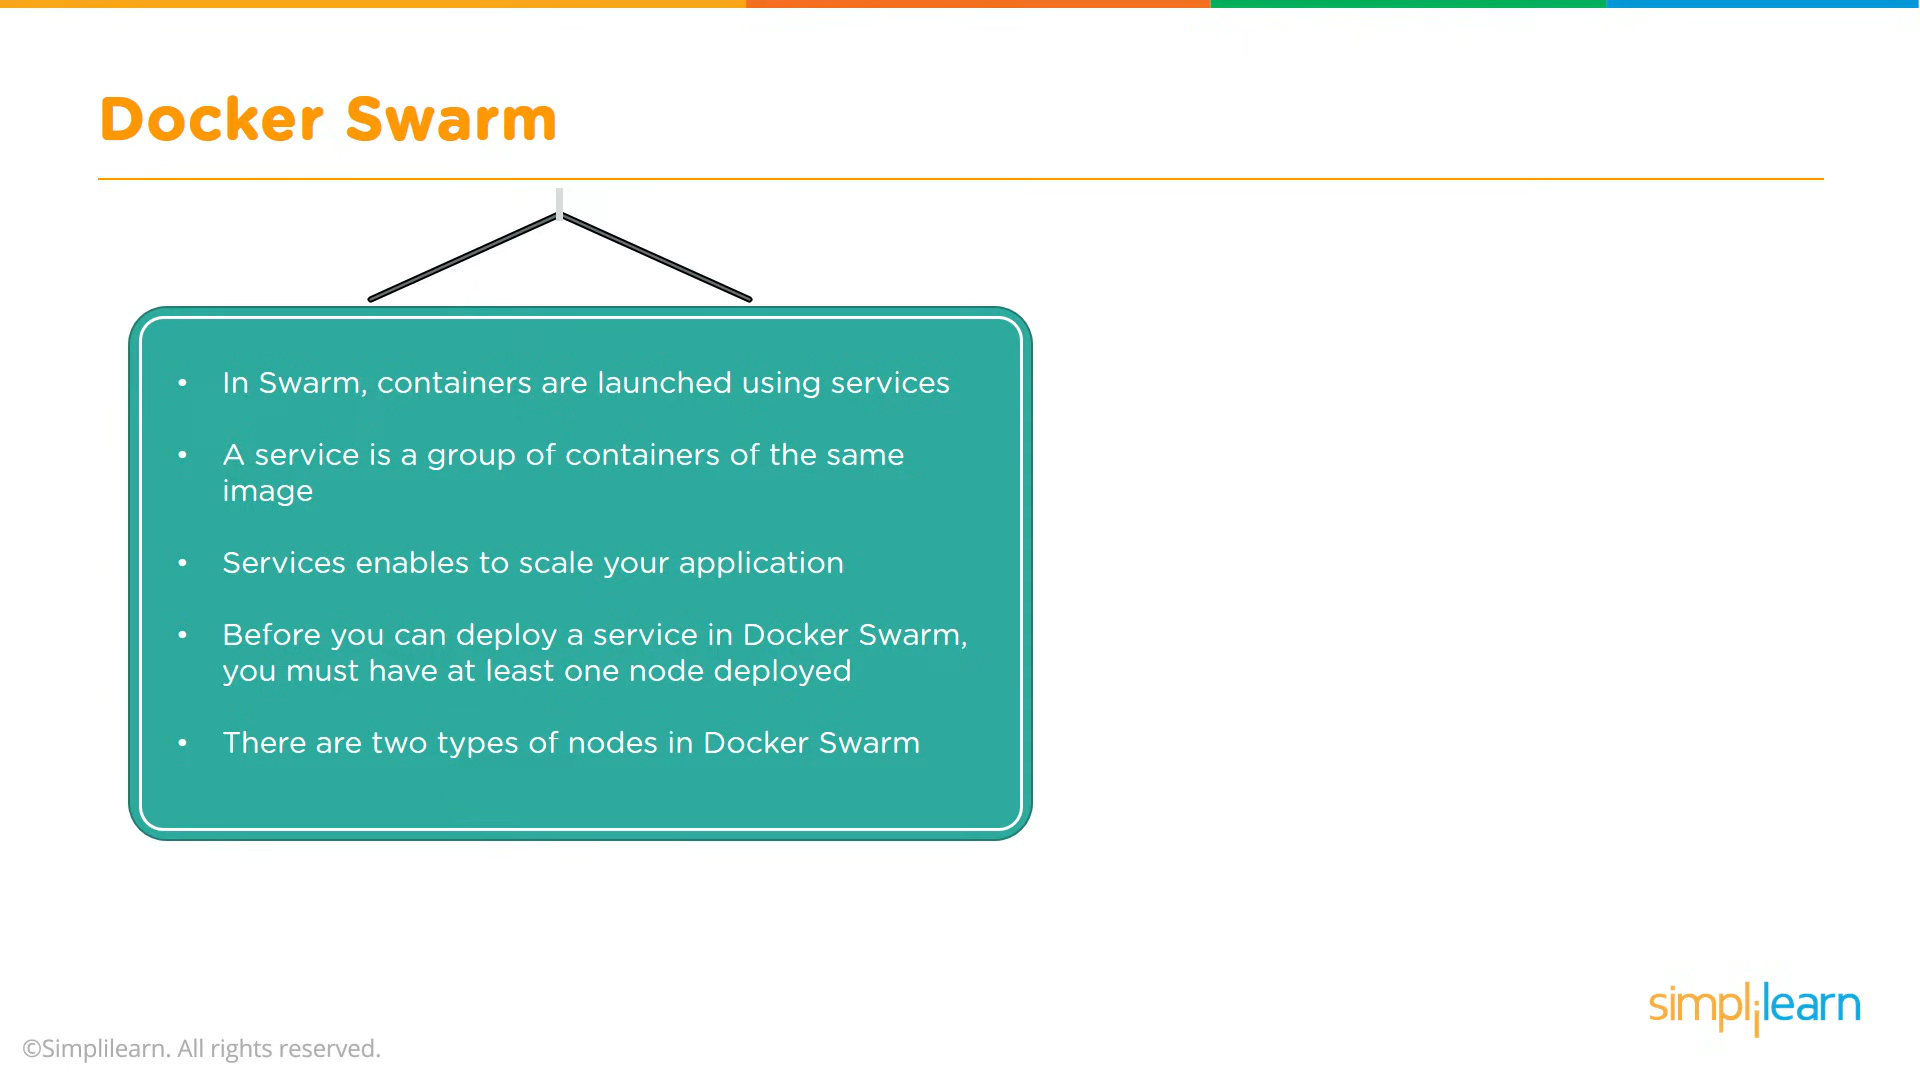 Docker Swarm
• In Swarm, containers are launched using services
• A service is a group of containers of the same
image
• Services enables to scale your application
• Before you can deploy a service in Docker Swarm,
you must have at least one node deployed
• There are two types of nodes in Docker Swarm
simplilearn
©Simplilearn. All rights reserved.